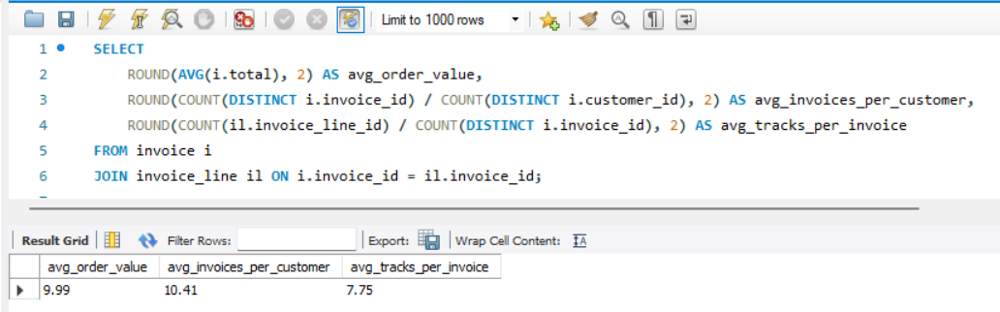 Limit to 1000 rows
1 SELECT
2 ROUND(AVG(i.total), 2) AS avg_order_value,
3 ROUND(COUNT(DISTINCT i.invoice_id) / COUNT(DISTINCT i.customer_id), 2) AS avg_invoices_per_customer,
4 ROUND(COUNT(il.invoice_line_id) / COUNT(DISTINCT i.invoice_id), 2) AS avg_tracks_per_invoice
5 FROM invoice i
6 JOIN invoice_line il ON i.invoice_id = il.invoice_id;
Result Grid Filter Rows: Export: Wrap Cell Content: IA
avg_order_value avg_invoices_per_customer avg_tracks_per_invoice
9.99 10.41 7.75